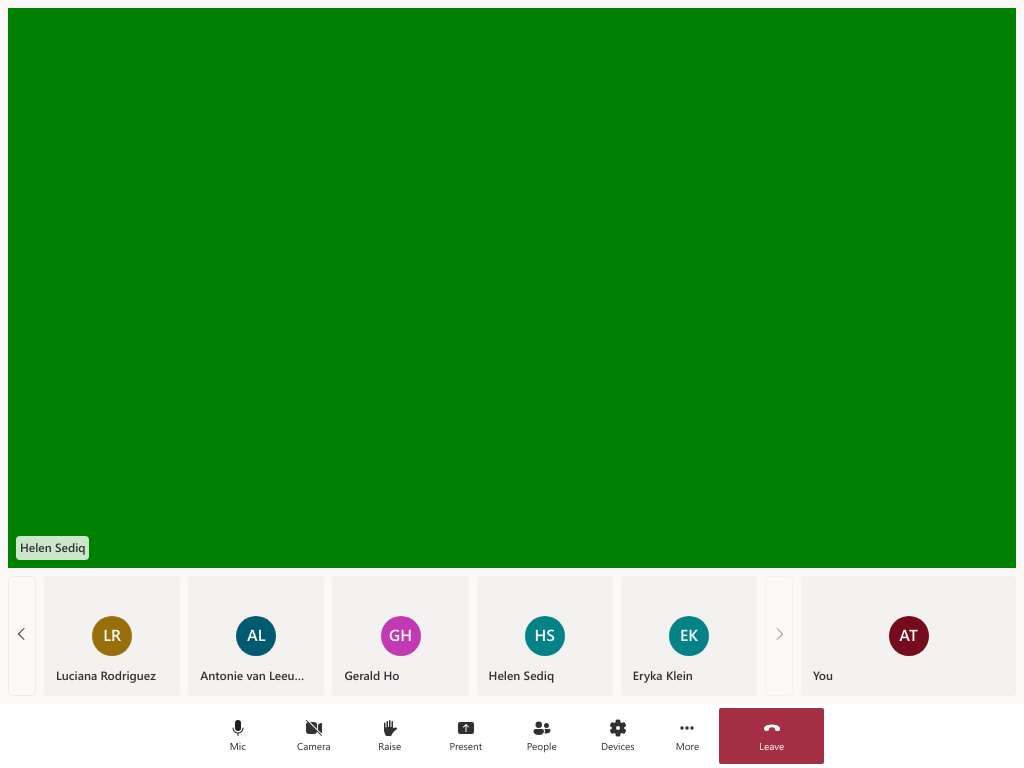 Helen Sediq
LR
AL
GH
HS
EK
AT
Luciana Rodriguez
Antonie van Leeu...
Gerald Ho
Helen Sediq
Eryka Klein
You
Mic
Camera
Raise
Present
People
Devices
More
Leave